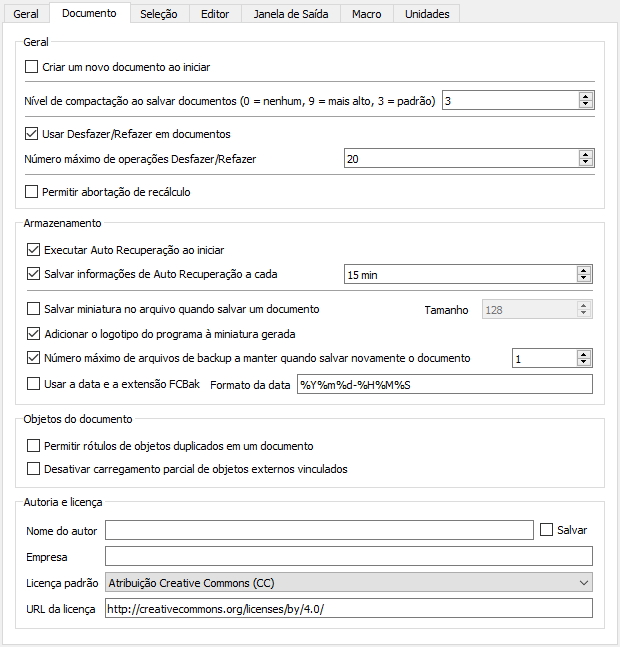 Geral Documento Seleção Editor Janela de Saída Macro Unidades
Geral
Criar um novo documento ao iniciar
Nível de compactação ao salvar documentos (0 = nenhum, 9 = mais alto, 3 = padrão) 3
Usar Desfazer/Refazer em documentos
Número máximo de operações Desfazer/Refazer 20
Permitir abortação de recálculo
Armazenamento
Executar Auto Recuperação ao iniciar
Salvar informações de Auto Recuperação a cada 15 min
Salvar miniatura no arquivo quando salvar um documento Tamanho 128
Adicionar o logotipo do programa à miniatura gerada
Número máximo de arquivos de backup a manter quando salvar novamente o documento 1
Usar a data e a extensão FCBak Formato da data %Y%m%d-%H%M%S
Objetos do documento
Permitir rótulos de objetos duplicados em um documento
Desativar carregamento parcial de objetos externos vinculados
Autoria e licença
Nome do autor Salvar
Empresa
Licença padrão Atribuição Creative Commons (CC)
URL da licença http://creativecommons.org/licenses/by/4.0/